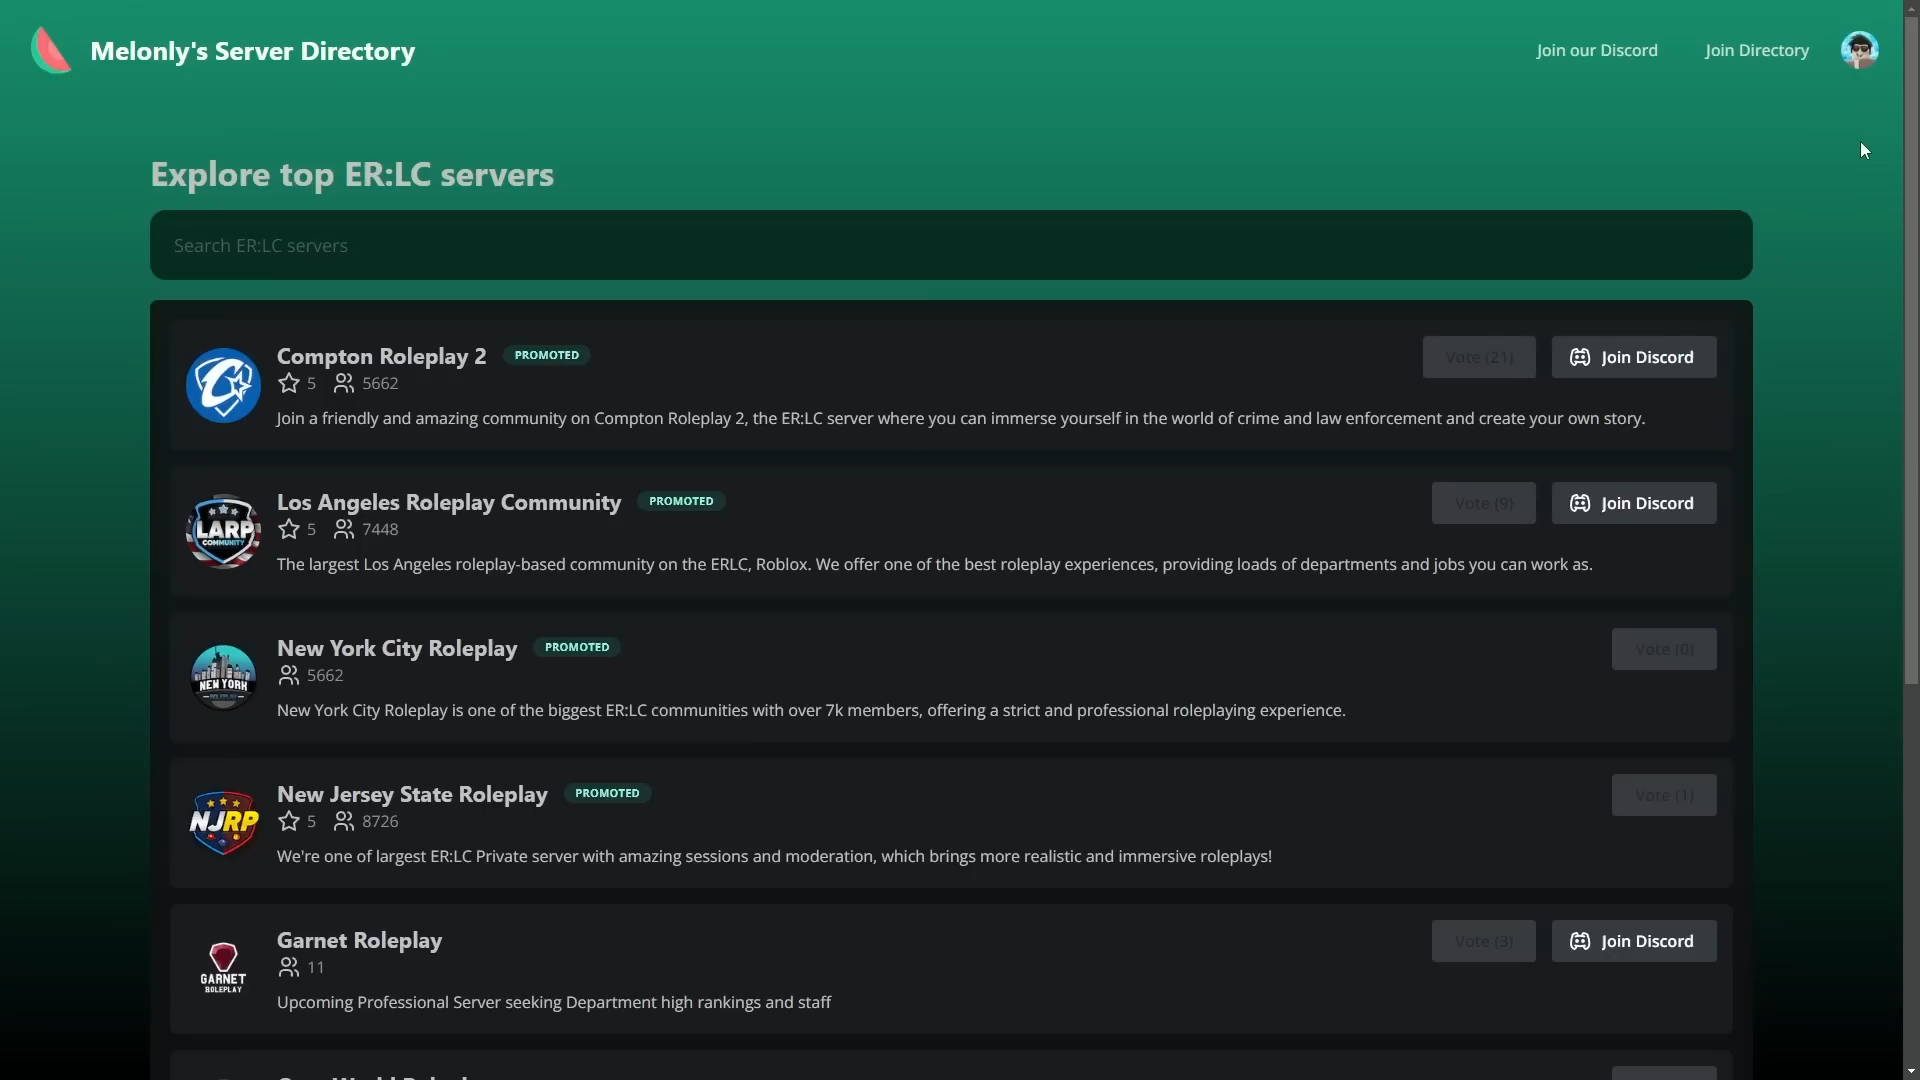 Melonly's Server Directory
Join our Discord
Join Directory
Explore top ER:LC servers
Search ER:LC servers
Compton Roleplay 2 PROMOTED
5 5662
Join a friendly and amazing community on Compton Roleplay 2, the ER:LC server where you can immerse yourself in the world of crime and law enforcement and create your own story.
Vote (21)
Join Discord
LARP
COMMUNITY
Los Angeles Roleplay Community PROMOTED
5 7448
The largest Los Angeles roleplay-based community on the ERLC, Roblox. We offer one of the best roleplay experiences, providing loads of departments and jobs you can work as.
Vote (9)
Join Discord
NEW YORK
New York City Roleplay PROMOTED
5662
New York City Roleplay is one of the biggest ER:LC communities with over 7k members, offering a strict and professional roleplaying experience.
Vote (0)
NJRP
New Jersey State Roleplay PROMOTED
5 8726
We're one of largest ER:LC Private server with amazing sessions and moderation, which brings more realistic and immersive roleplays!
Vote (1)
GARNET
ROLEPLAY
Garnet Roleplay
11
Upcoming Professional Server seeking Department high rankings and staff
Vote (3)
Join Discord